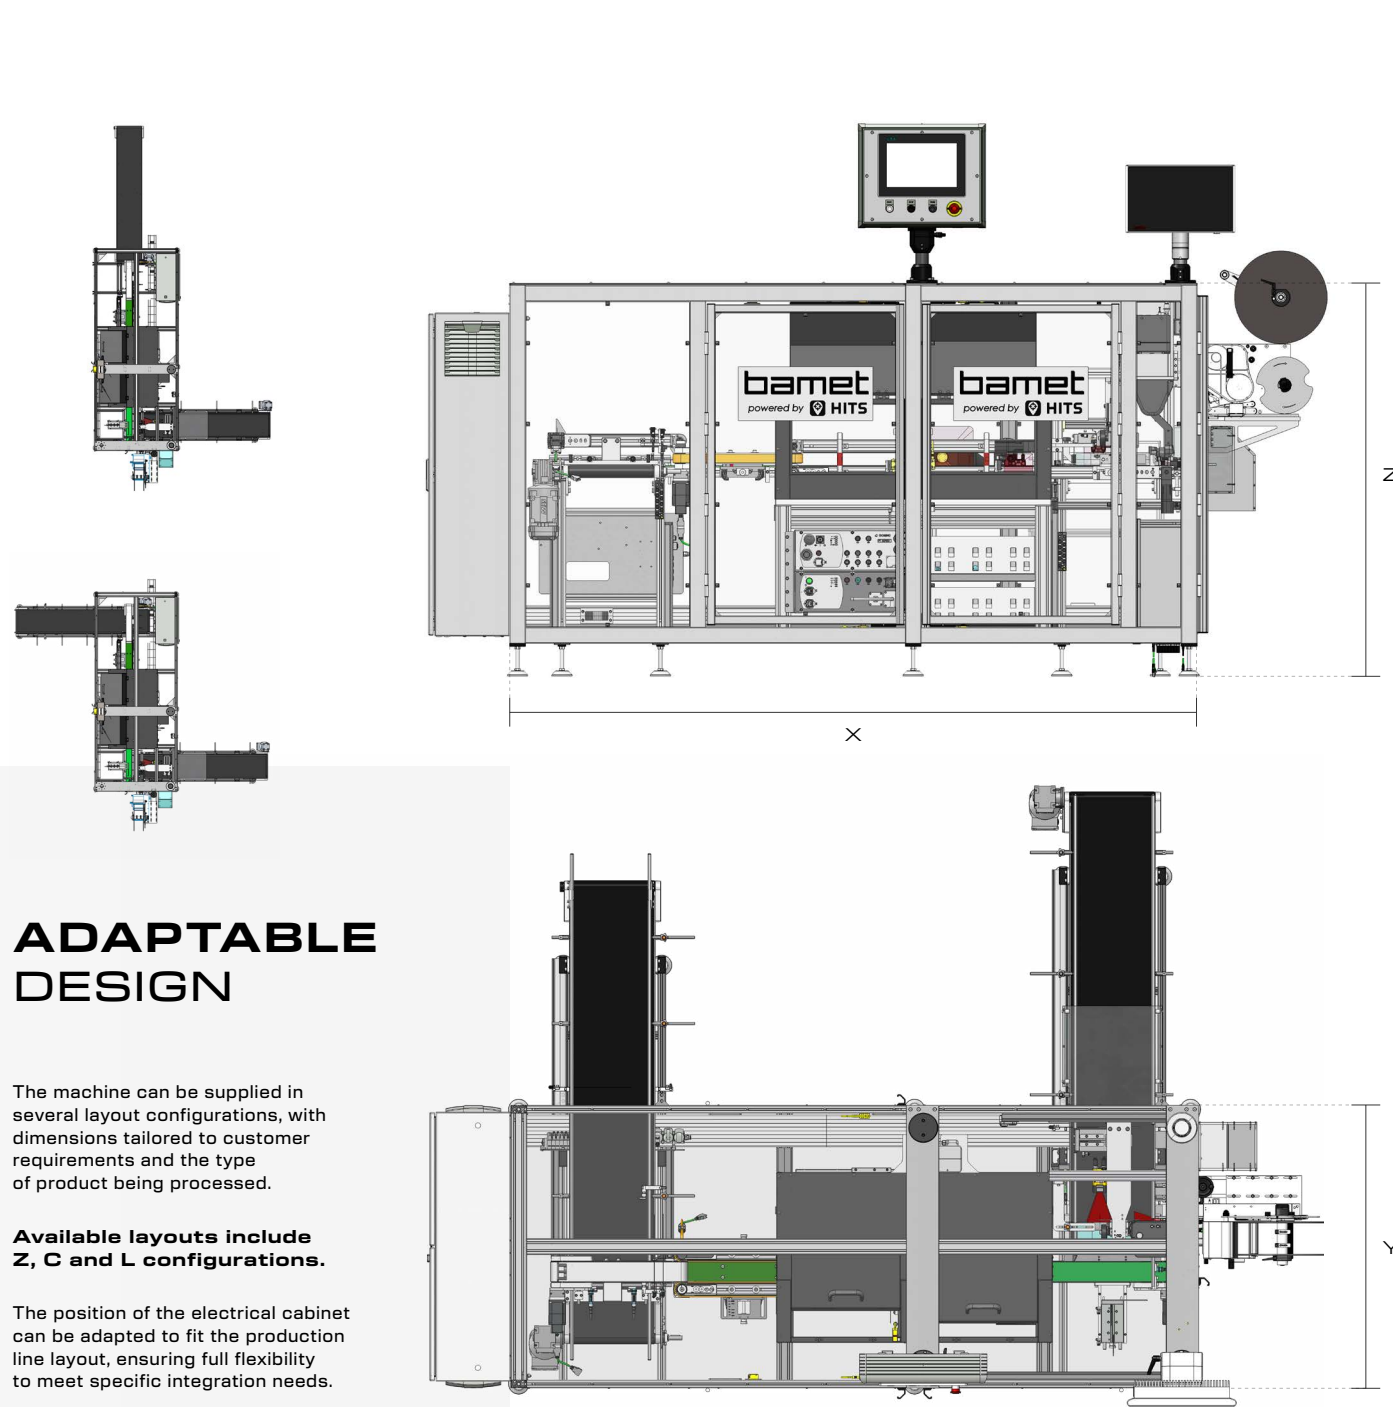 bamet
powered by HITS
bamet
powered by HITS
Z
X
ADAPTABLE
DESIGN
The machine can be supplied in
several layout configurations, with
dimensions tailored to customer
requirements and the type
of product being processed.
Available layouts include
Z, C and L configurations.
The position of the electrical cabinet
can be adapted to fit the production
line layout, ensuring full flexibility
to meet specific integration needs.
Y